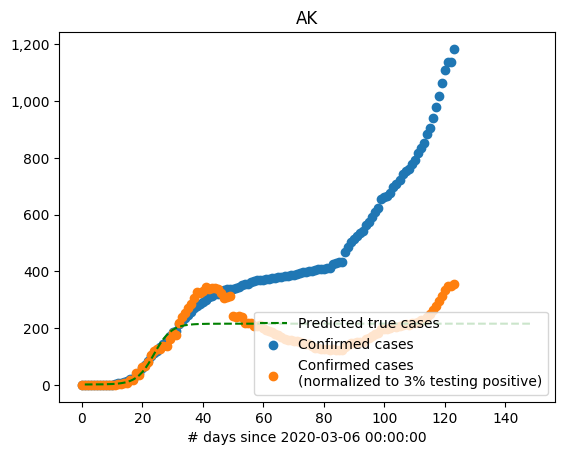 AK
1,200
1,000
800
600
400
200
0
Predicted true cases
Confirmed cases
Confirmed cases
(normalized to 3% testing positive)
0 20 40 60 80 100 120 140
# days since 2020-03-06 00:00:00